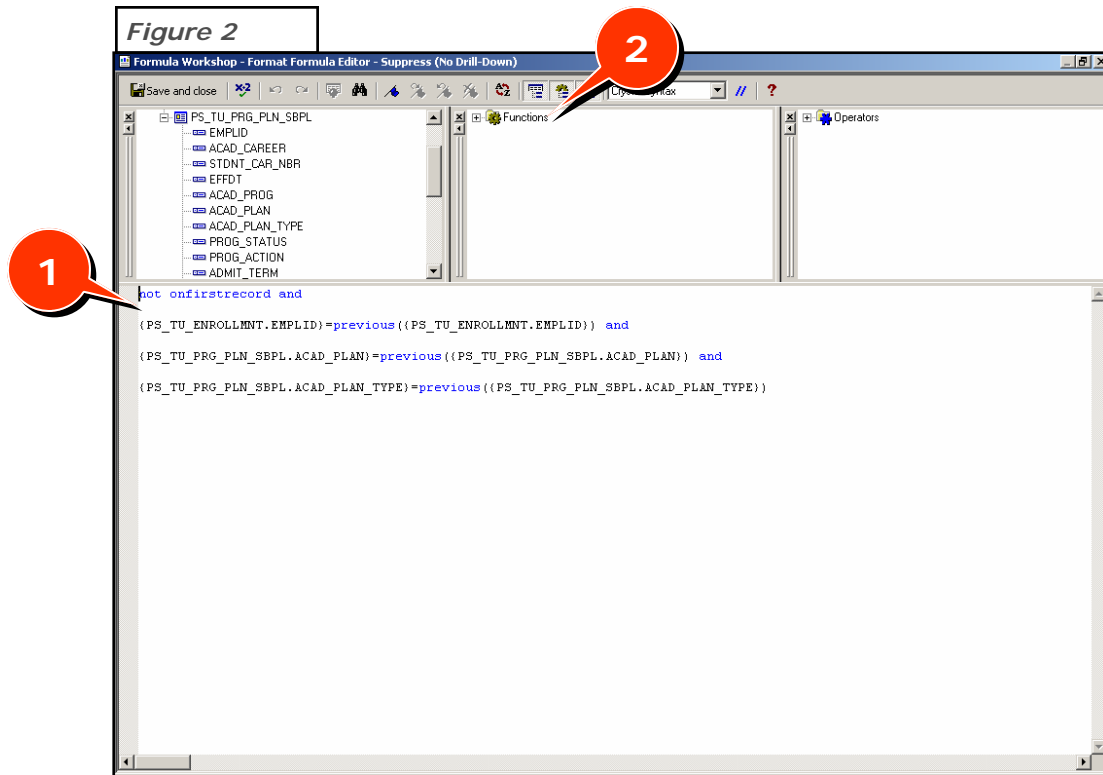 Figure 2
2
Formula Workshop - Format Formula Editor - Suppress (No Drill-Down)
Save and close
X-2
A
Z
//
?
PS_TU_PRG_PLN_SBPL
EMPLID
ACAD_CAREER
STDNT_CAR_NBR
EFFDT
ACAD_PROG
ACAD_PLAN
ACAD_PLAN_TYPE
PROG_STATUS
PROG_ACTION
ADMIT_TERM
Functions
Operators
1
not onfirstrecord and
{PS_TU_ENROLLMNT.EMPLID}=previous({PS_TU_ENROLLMNT.EMPLID}) and
{PS_TU_PRG_PLN_SBPL.ACAD_PLAN}=previous({PS_TU_PRG_PLN_SBPL.ACAD_PLAN}) and
{PS_TU_PRG_PLN_SBPL.ACAD_PLAN_TYPE}=previous({PS_TU_PRG_PLN_SBPL.ACAD_PLAN_TYPE})